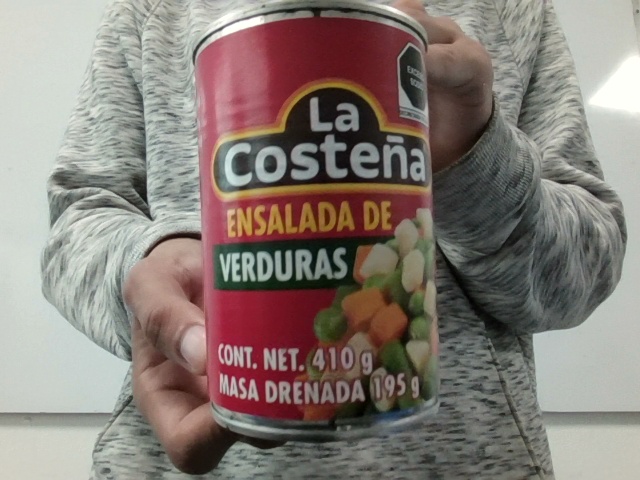 La
Costeña
ENSALADA DE
VERDURAS
CONT. NET. 410 g
MASA DRENADA 195 g